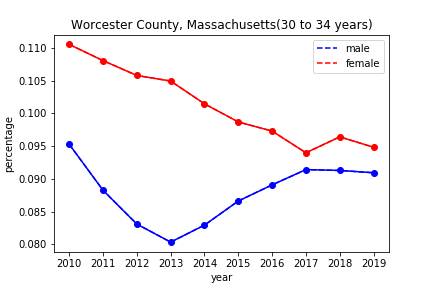 Worcester County, Massachusetts(30 to 34 years)
male
female
percentage
0.110
0.105
0.100
0.095
0.090
0.085
0.080
2010 2011 2012 2013 2014 2015 2016 2017 2018 2019
year